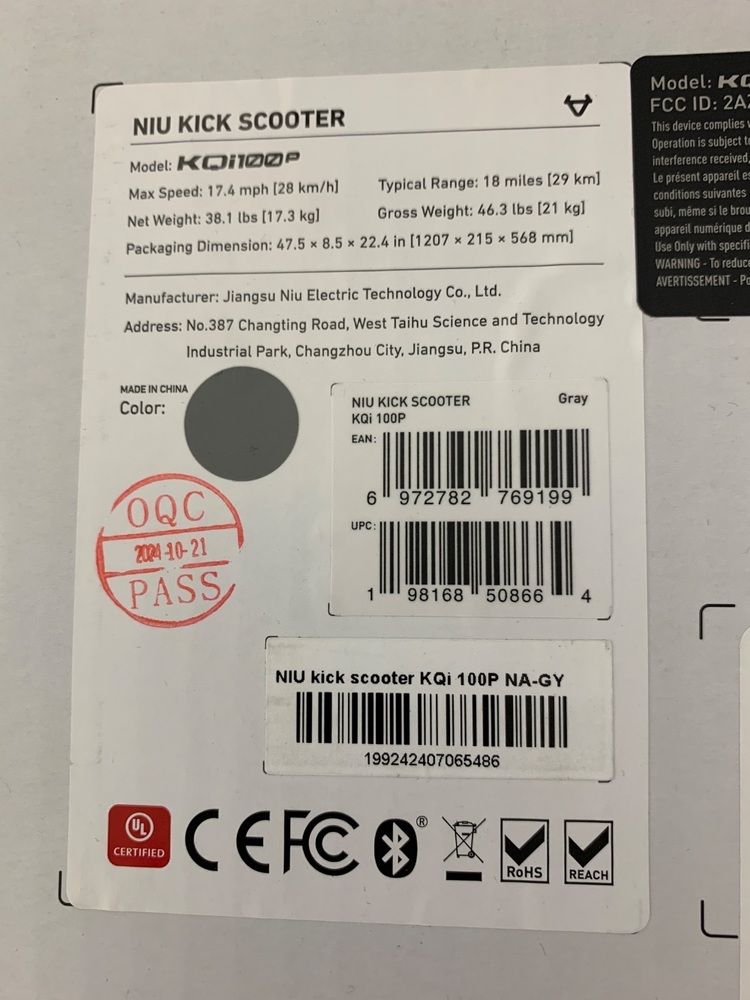 NIU KICK SCOOTER
Model: KQi100P
Max Speed: 17.4 mph [28 km/h] Typical Range: 18 miles [29 km]
Net Weight: 38.1 lbs [17.3 kg] Gross Weight: 46.3 lbs [21 kg]
Packaging Dimension: 47.5 × 8.5 × 22.4 in [1207 × 215 × 568 mm]
Manufacturer: Jiangsu Niu Electric Technology Co., Ltd.
Address: No.387 Changting Road, West Taihu Science and Technology
Industrial Park, Changzhou City, Jiangsu, P.R. China
MADE IN CHINA
Color:
NIU KICK SCOOTER Gray
KQi 100P
EAN:
6 972782 769199
UPC:
1 98168 50866 4
OQC
2024-10-21
PASS
NIU kick scooter KQi 100P NA-GY
199242407065486
UL
CERTIFIED
CE FC ®
RoHS
REACH
Model:
FCC ID:
This device complies
Operation is subject to
interference received,
Le présent appareil
conditions suivantes
subi, même si le
appareil numérique
Use Only with
WARNING - To reduce
AVERTISSEMENT -